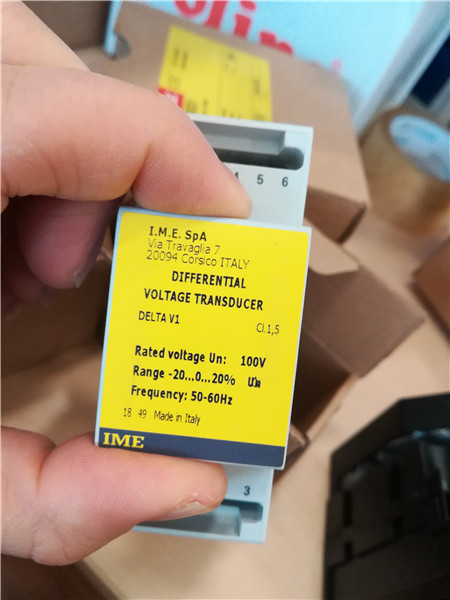 5 6
I.M.E. SpA
Via Travaglia 7
20094 Corsico ITALY
DIFFERENTIAL
VOLTAGE TRANSDUCER
DELTA V1 Cl.1,5
Rated voltage Un: 100V
Range -20...0...20% Un
Frequency: 50-60Hz
18 49 Made in Italy
IME
3